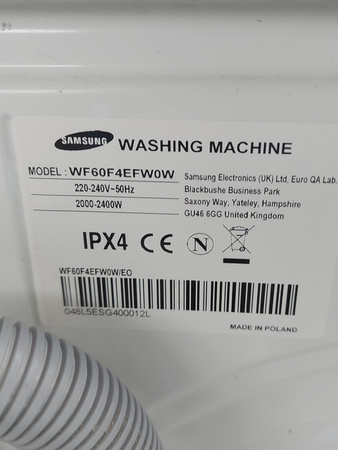 SAMSUNG WASHING MACHINE
MODEL : WF60F4EFW0W
220-240V~50Hz
2000-2400W
Samsung Electronics (UK) Ltd, Euro QA Lab.
Blackbushe Business Park
Saxony Way, Yateley, Hampshire
GU46 6GG United Kingdom
IPX4 CE N
WF60F4EFW0W/EO
048L5ESG400012L
MADE IN POLAND